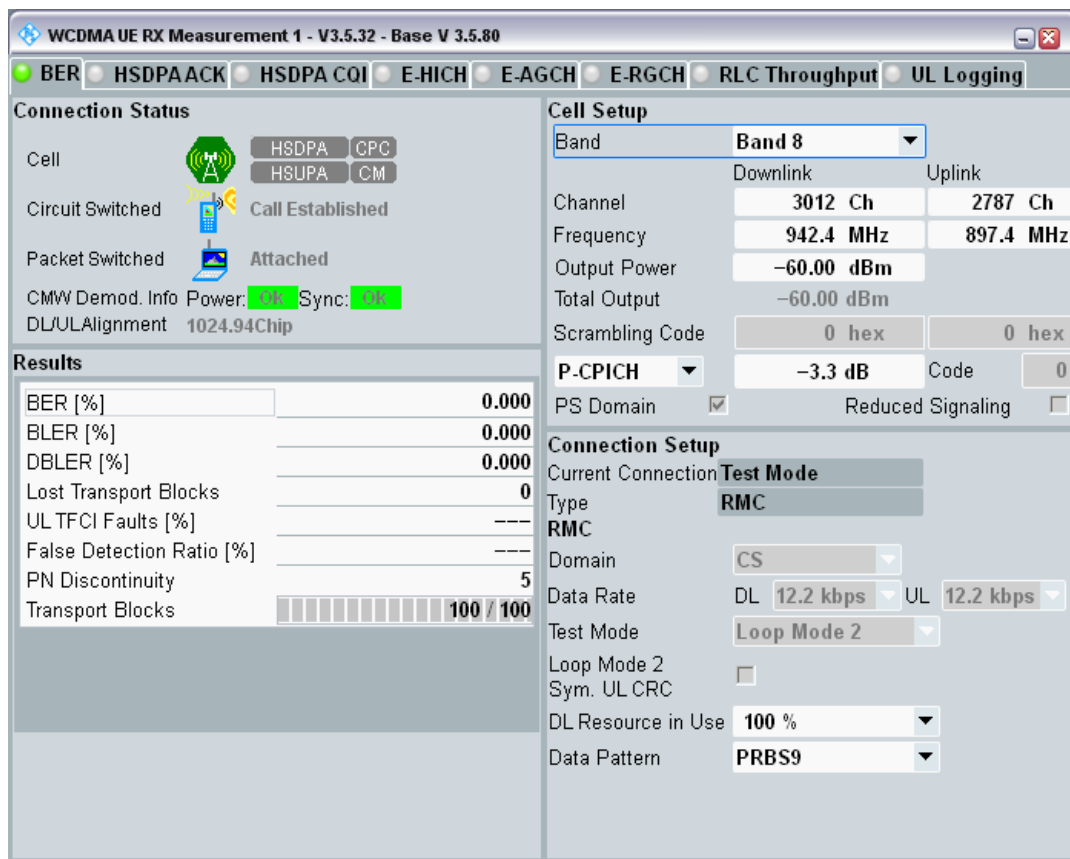 WCDMA UE RX Measurement 1 - V3.5.32 - Base V 3.5.80
BER HSDPA ACK HSDPA CQI E-HICH E-AGCH E-RGCH RLC Throughput UL Logging
Connection Status
Cell HSDPA CPC
HSUPA CM
Circuit Switched Call Established
Packet Switched Attached
CMW Demod. Info Power: Ok Sync: Ok
DL/ULAlignment 1024.94Chip
Results
BER [%] 0.000
BLER [%] 0.000
DBLER [%] 0.000
Lost Transport Blocks 0
UL TFCI Faults [%] ---
False Detection Ratio [%] ---
PN Discontinuity 5
Transport Blocks 100 / 100
Cell Setup
Band Band 8
Downlink Uplink
Channel 3012 Ch 2787 Ch
Frequency 942.4 MHz 897.4 MHz
Output Power −60.00 dBm
Total Output −60.00 dBm
Scrambling Code 0 hex 0 hex
P-CPICH −3.3 dB Code 0
PS Domain Reduced Signaling
Connection Setup
Current Connection Test Mode
Type RMC
RMC
Domain CS
Data Rate DL 12.2 kbps UL 12.2 kbps
Test Mode Loop Mode 2
Loop Mode 2
Sym. UL CRC
DL Resource in Use 100 %
Data Pattern PRBS9